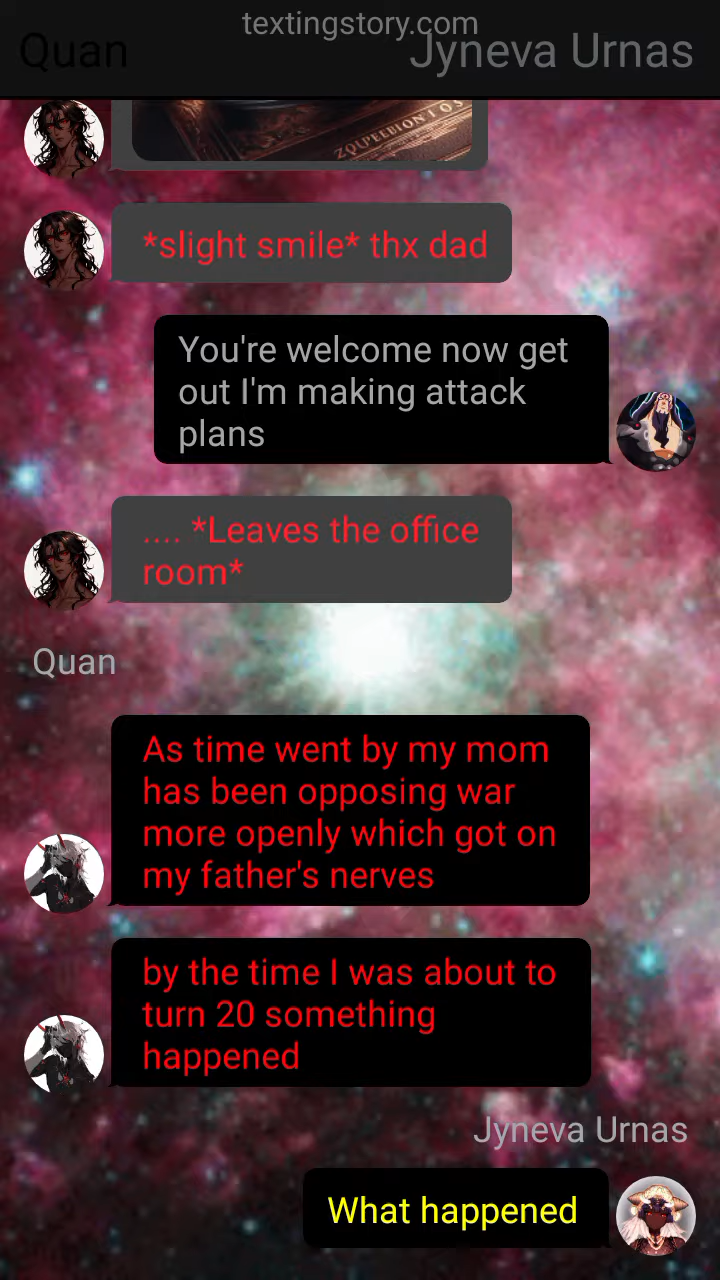 textingstory.com
Quan
Jyneva Urnas
*slight smile* thx dad
You're welcome now get
out I'm making attack
plans
.... *Leaves the office
room*
Quan
As time went by my mom
has been opposing war
more openly which got on
my father's nerves
by the time I was about to
turn 20 something
happened
Jyneva Urnas
What happened